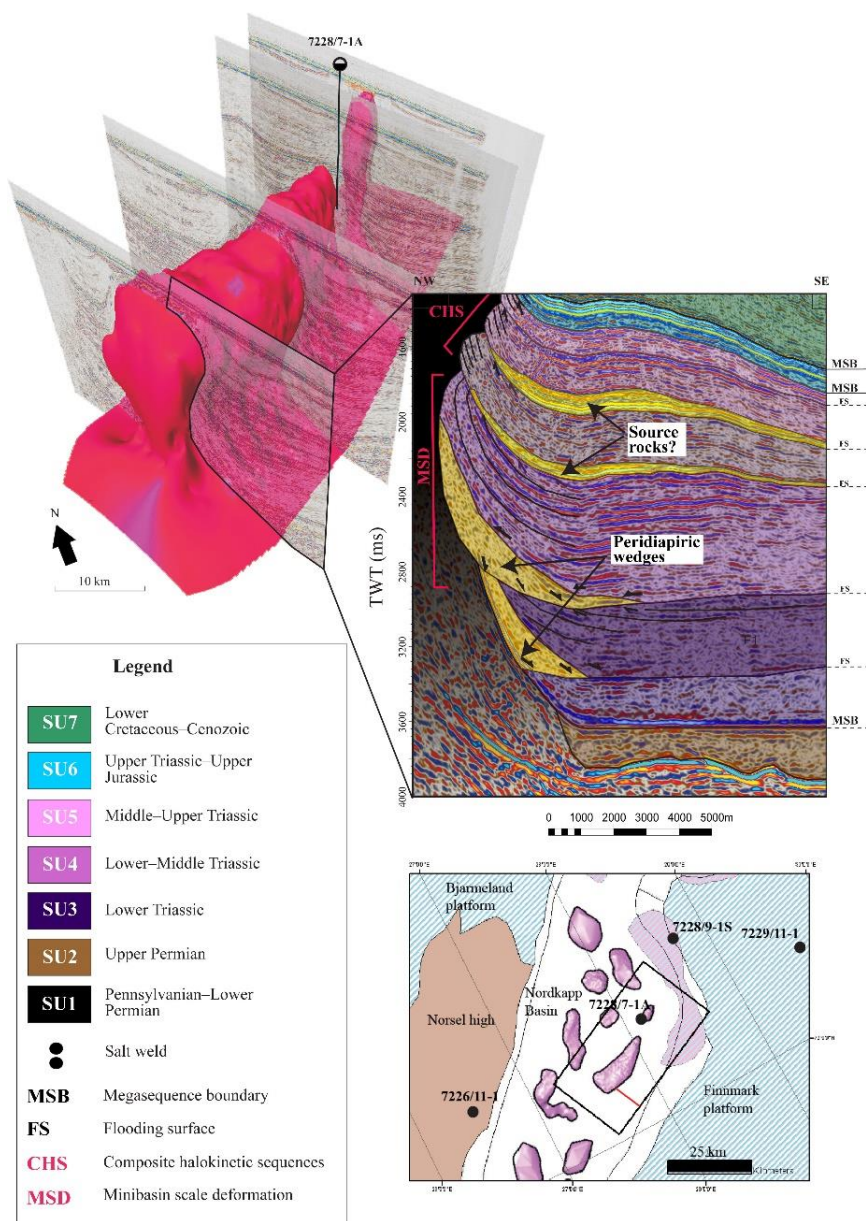 7228/7-1A
N
10 km
NW
SE
CHS
MSD
TWT (ms)
1600
2000
2400
2800
3200
3600
4000
Source
rocks?
Peridiapiric
wedges
MSB
MSB
FS
FS
FS
FS
FS
MSB
0 1000 2000 3000 4000 5000m
Legend
SU7 Lower
Cretaceous–Cenozoic
SU6 Upper Triassic–Upper
Jurassic
SU5 Middle–Upper Triassic
SU4 Lower–Middle Triassic
SU3 Lower Triassic
SU2 Upper Permian
SU1 Pennsylvanian–Lower
Permian
Salt weld
MSB Megasequence boundary
FS Flooding surface
CHS Composite halokinetic sequences
MSD Minibasin scale deformation
Bjarmeland
platform
7228/9-1S
7229/11-1
Nordkapp
Basin
7228/7-1A
Norsel high
7226/11-1
Finnmark
platform
25 km
Kilometers